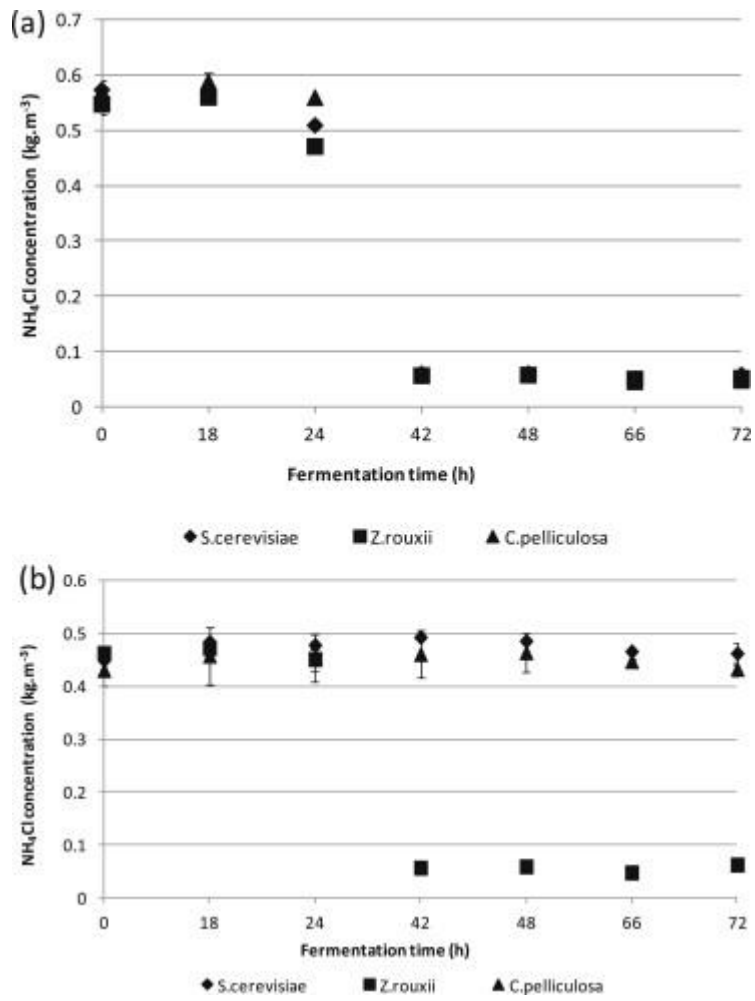 (a)
0.7
0.6
0.5
0.4
0.3
0.2
0.1
0
NH₄Cl concentration (kg.m⁻³)
0 18 24 42 48 66 72
Fermentation time (h)
S.cerevisiae Z.rouxii C.pelliculosa
(b)
0.6
0.5
0.4
0.3
0.2
0.1
0
NH₄Cl concentration (kg.m⁻³)
0 18 24 42 48 66 72
Fermentation time (h)
S.cerevisiae Z.rouxii C.pelliculosa